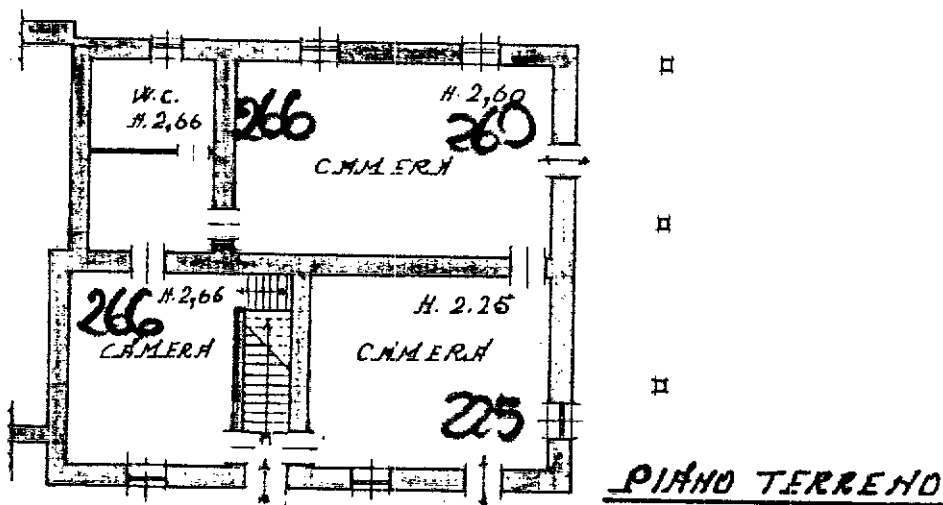 W.C.
H. 2,66
266
H. 2,60
260
CAMERA
H. 2,66
266
CAMERA
H. 2.25
CAMERA
225
PIANO TERRENO